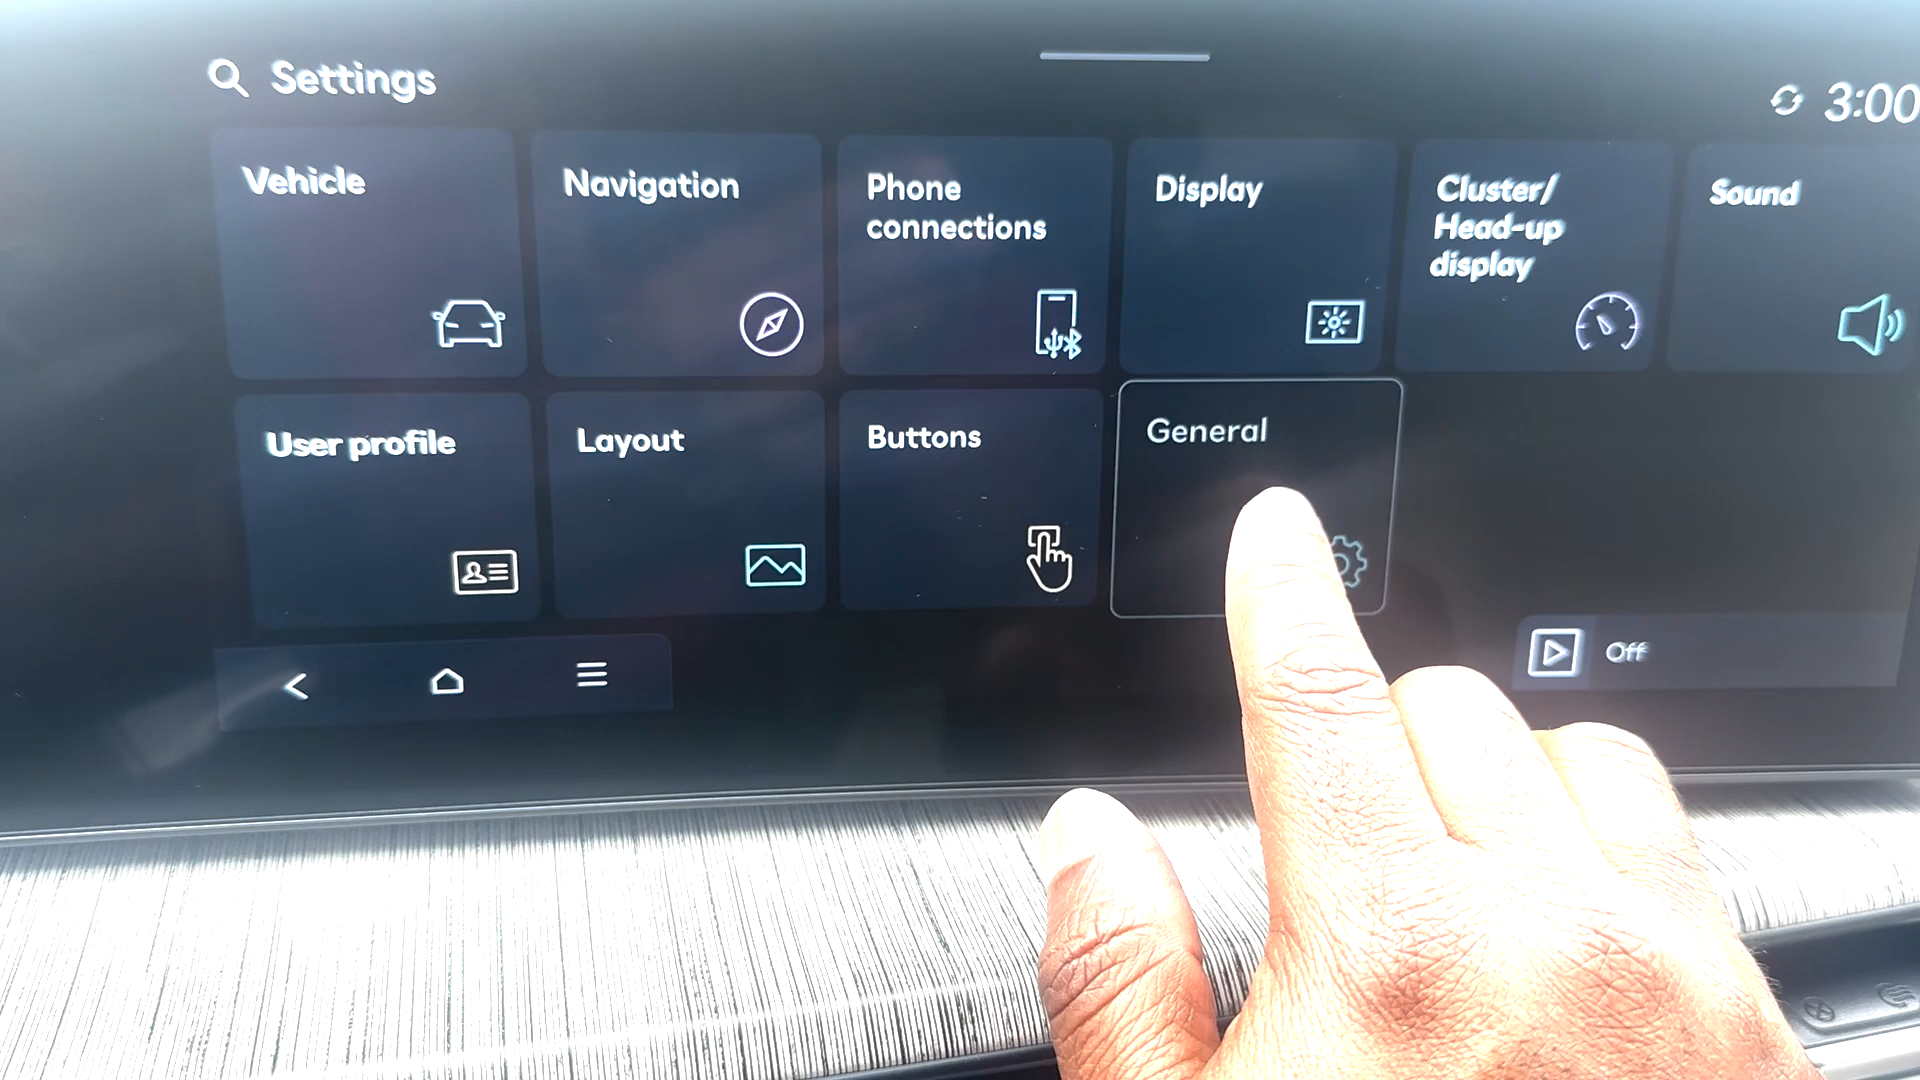 Settings
3:00
Vehicle
Navigation
Phone
connections
Display
Cluster/
Head-up
display
Sound
User profile
Layout
Buttons
General
Off